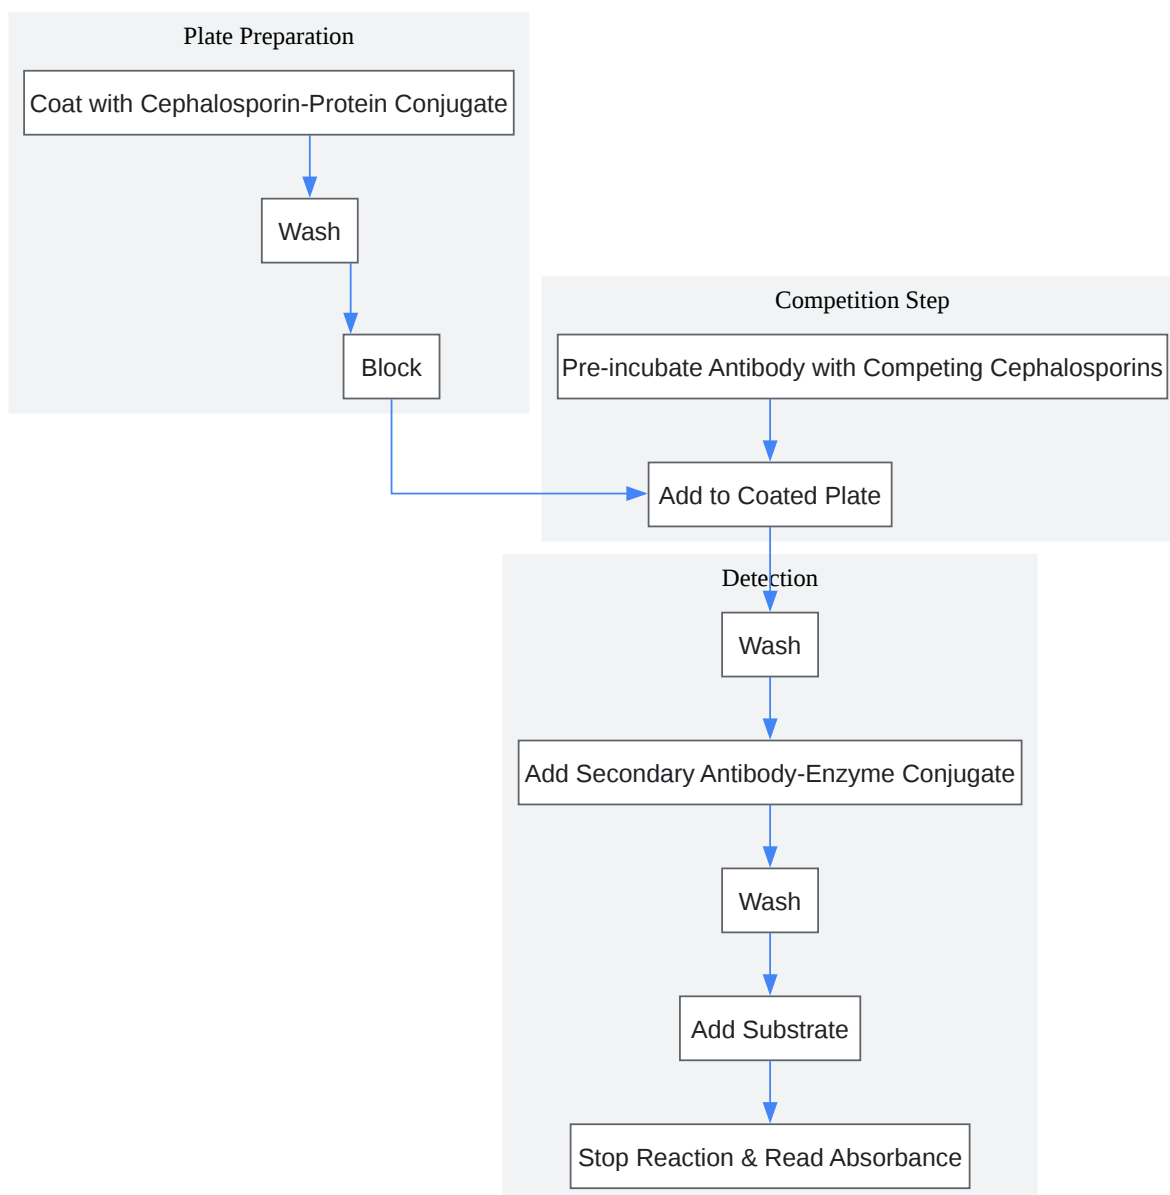 Plate Preparation
Coat with Cephalosporin-Protein Conjugate
Wash
Block
Competition Step
Pre-incubate Antibody with Competing Cephalosporins
Add to Coated Plate
Detection
Wash
Add Secondary Antibody-Enzyme Conjugate
Wash
Add Substrate
Stop Reaction & Read Absorbance